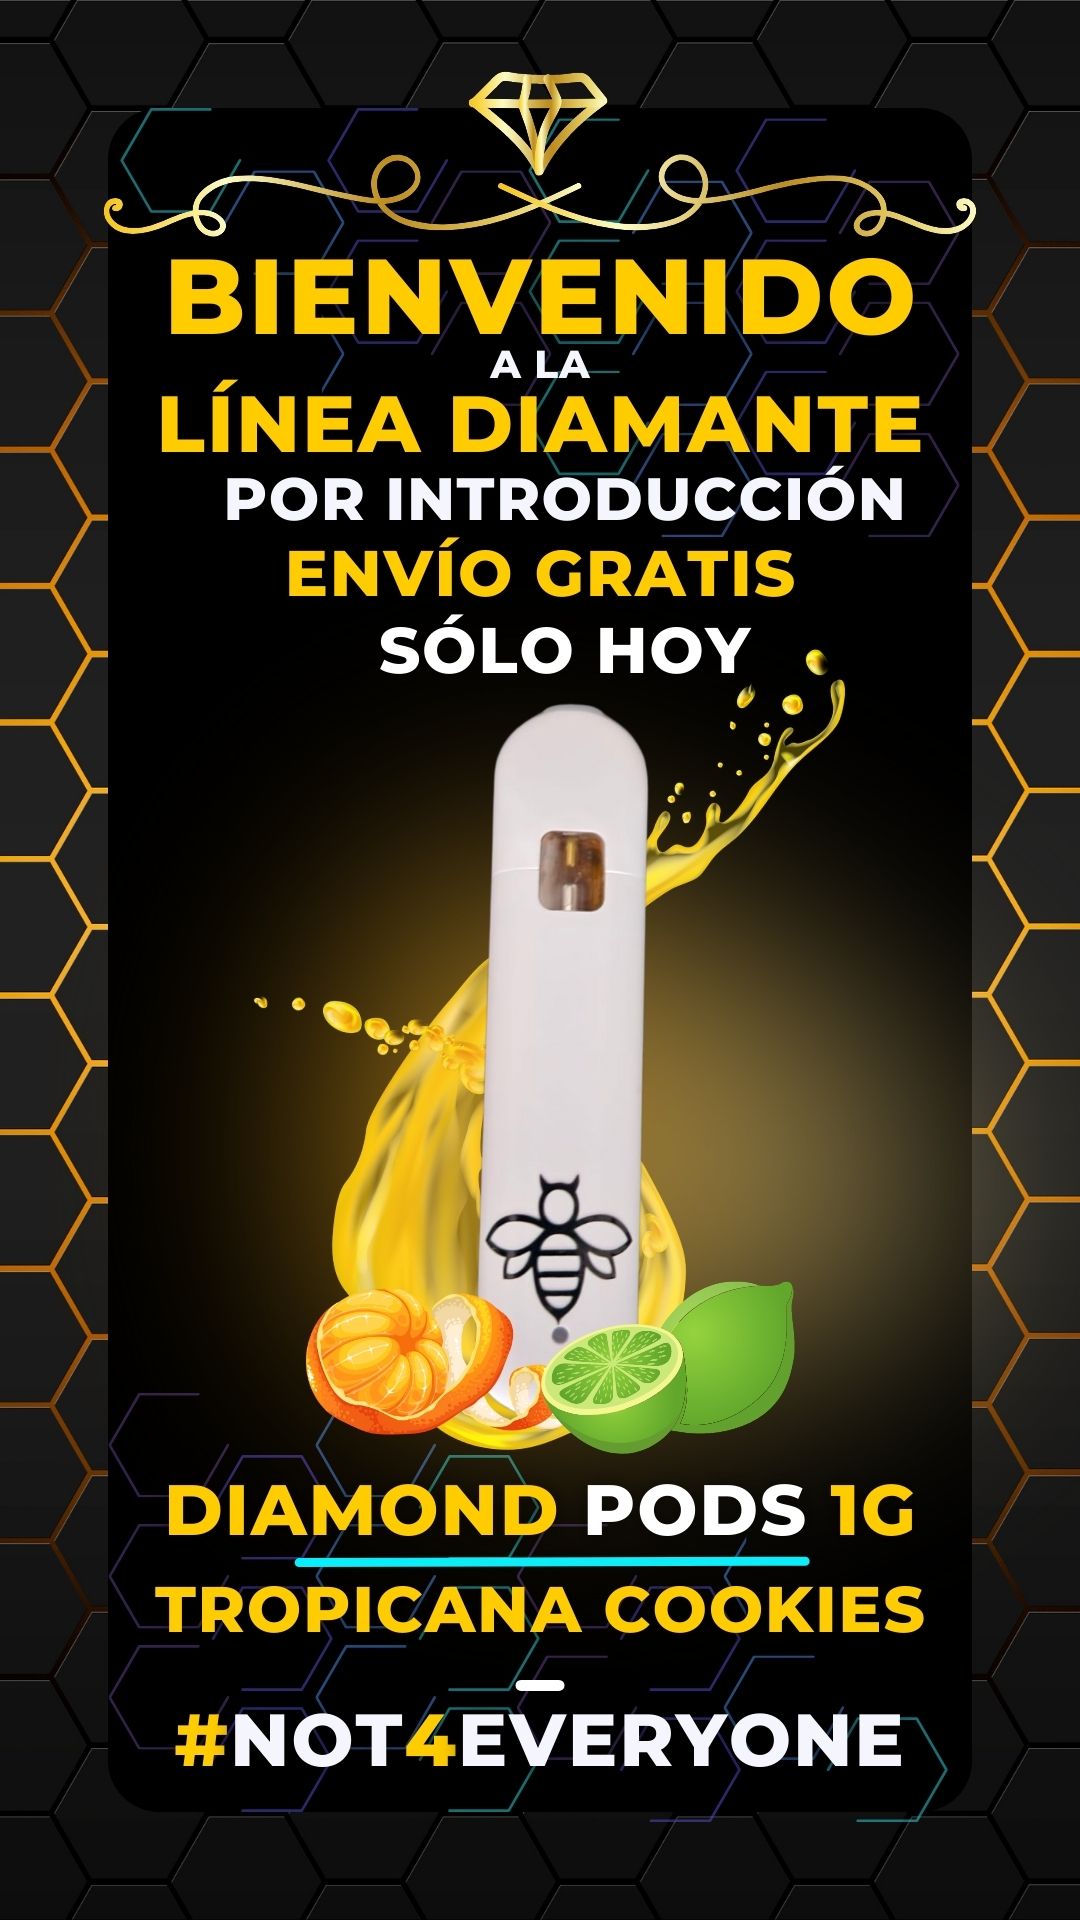 BIENVENIDO
A LA
LÍNEA DIAMANTE
POR INTRODUCCIÓN
ENVÍO GRATIS
SÓLO HOY
DIAMOND PODS 1G
TROPICANA COOKIES
#NOT4EVERYONE